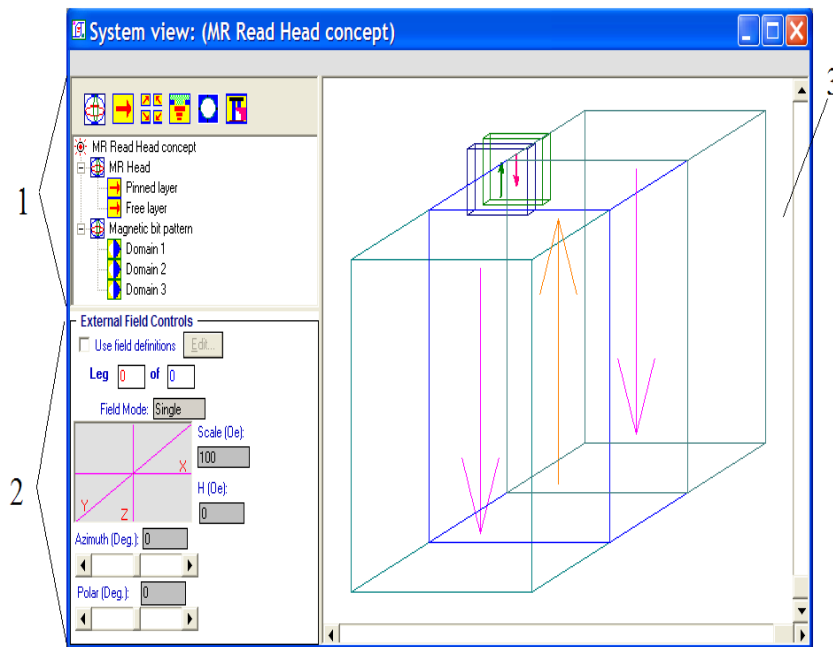 System view: (MR Read Head concept)
1
3
MR Read Head concept
MR Head
Pinned layer
Free layer
Magnetic bit pattern
Domain 1
Domain 2
Domain 3
2
External Field Controls
Use field definitions Edit...
Leg 0 of 0
Field Mode: Single
Scale (Oe):
100
X
Y
Z
H (Oe):
0
Azimuth (Deg.): 0
Polar (Deg.): 0